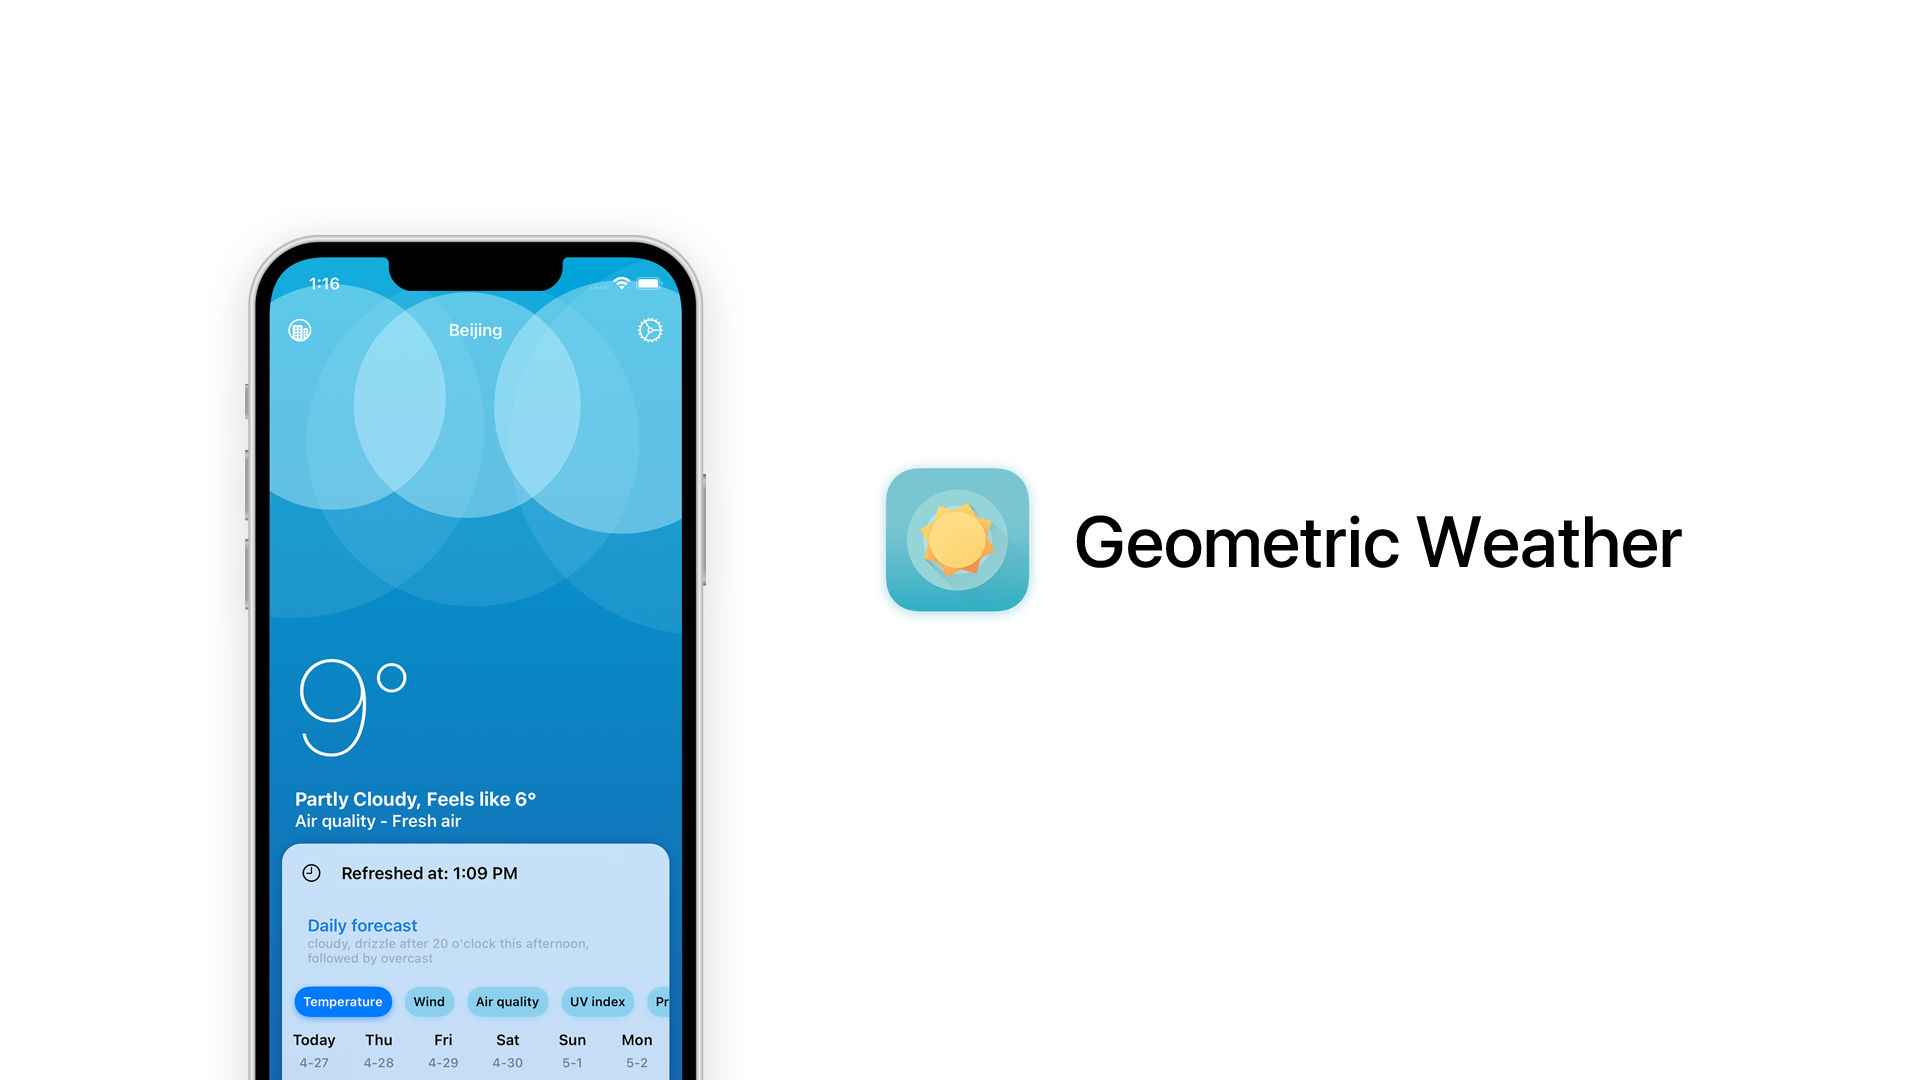 1:16
Beijing
9°
Partly Cloudy, Feels like 6°
Air quality - Fresh air
Refreshed at: 1:09 PM
Daily forecast
cloudy, drizzle after 20 o'clock this afternoon,
followed by overcast
Temperature Wind Air quality UV index Pr
Today Thu Fri Sat Sun Mon
4-27 4-28 4-29 4-30 5-1 5-2
Geometric Weather